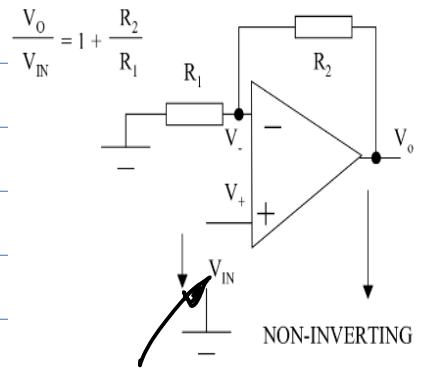 V_O / V_IN = 1 + R_2 / R_1
R_1
R_2
V_-
−
V_o
V_+
+
V_IN
NON-INVERTING